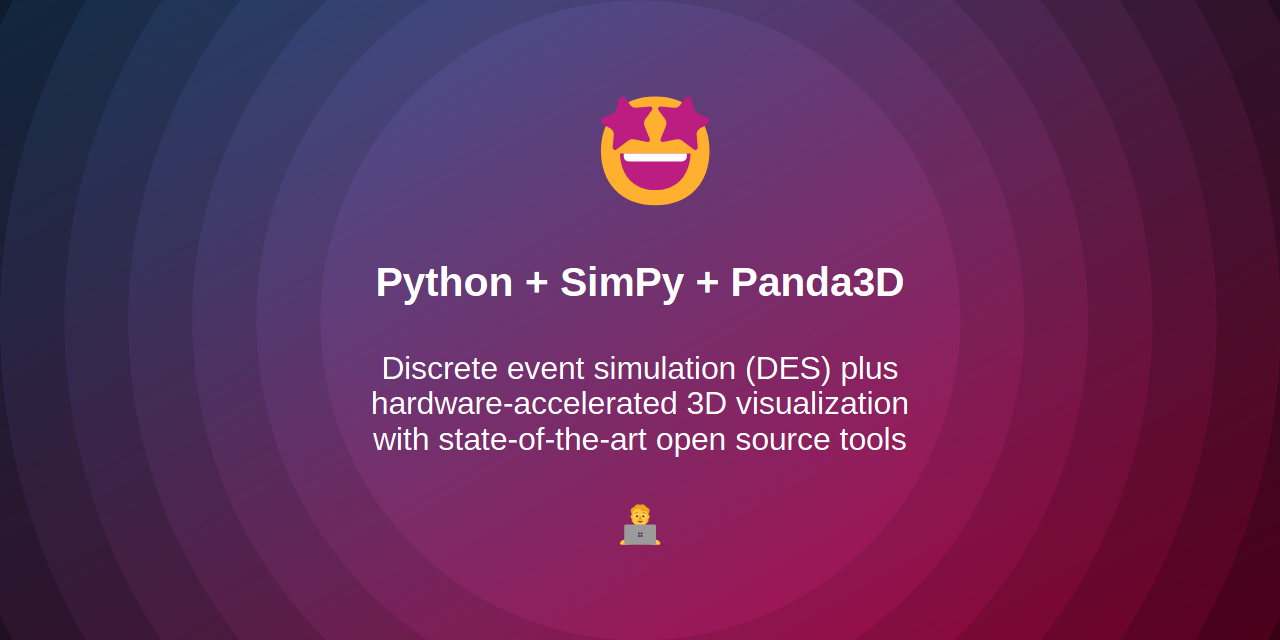 Python + SimPy + Panda3D
Discrete event simulation (DES) plus
hardware-accelerated 3D visualization
with state-of-the-art open source tools